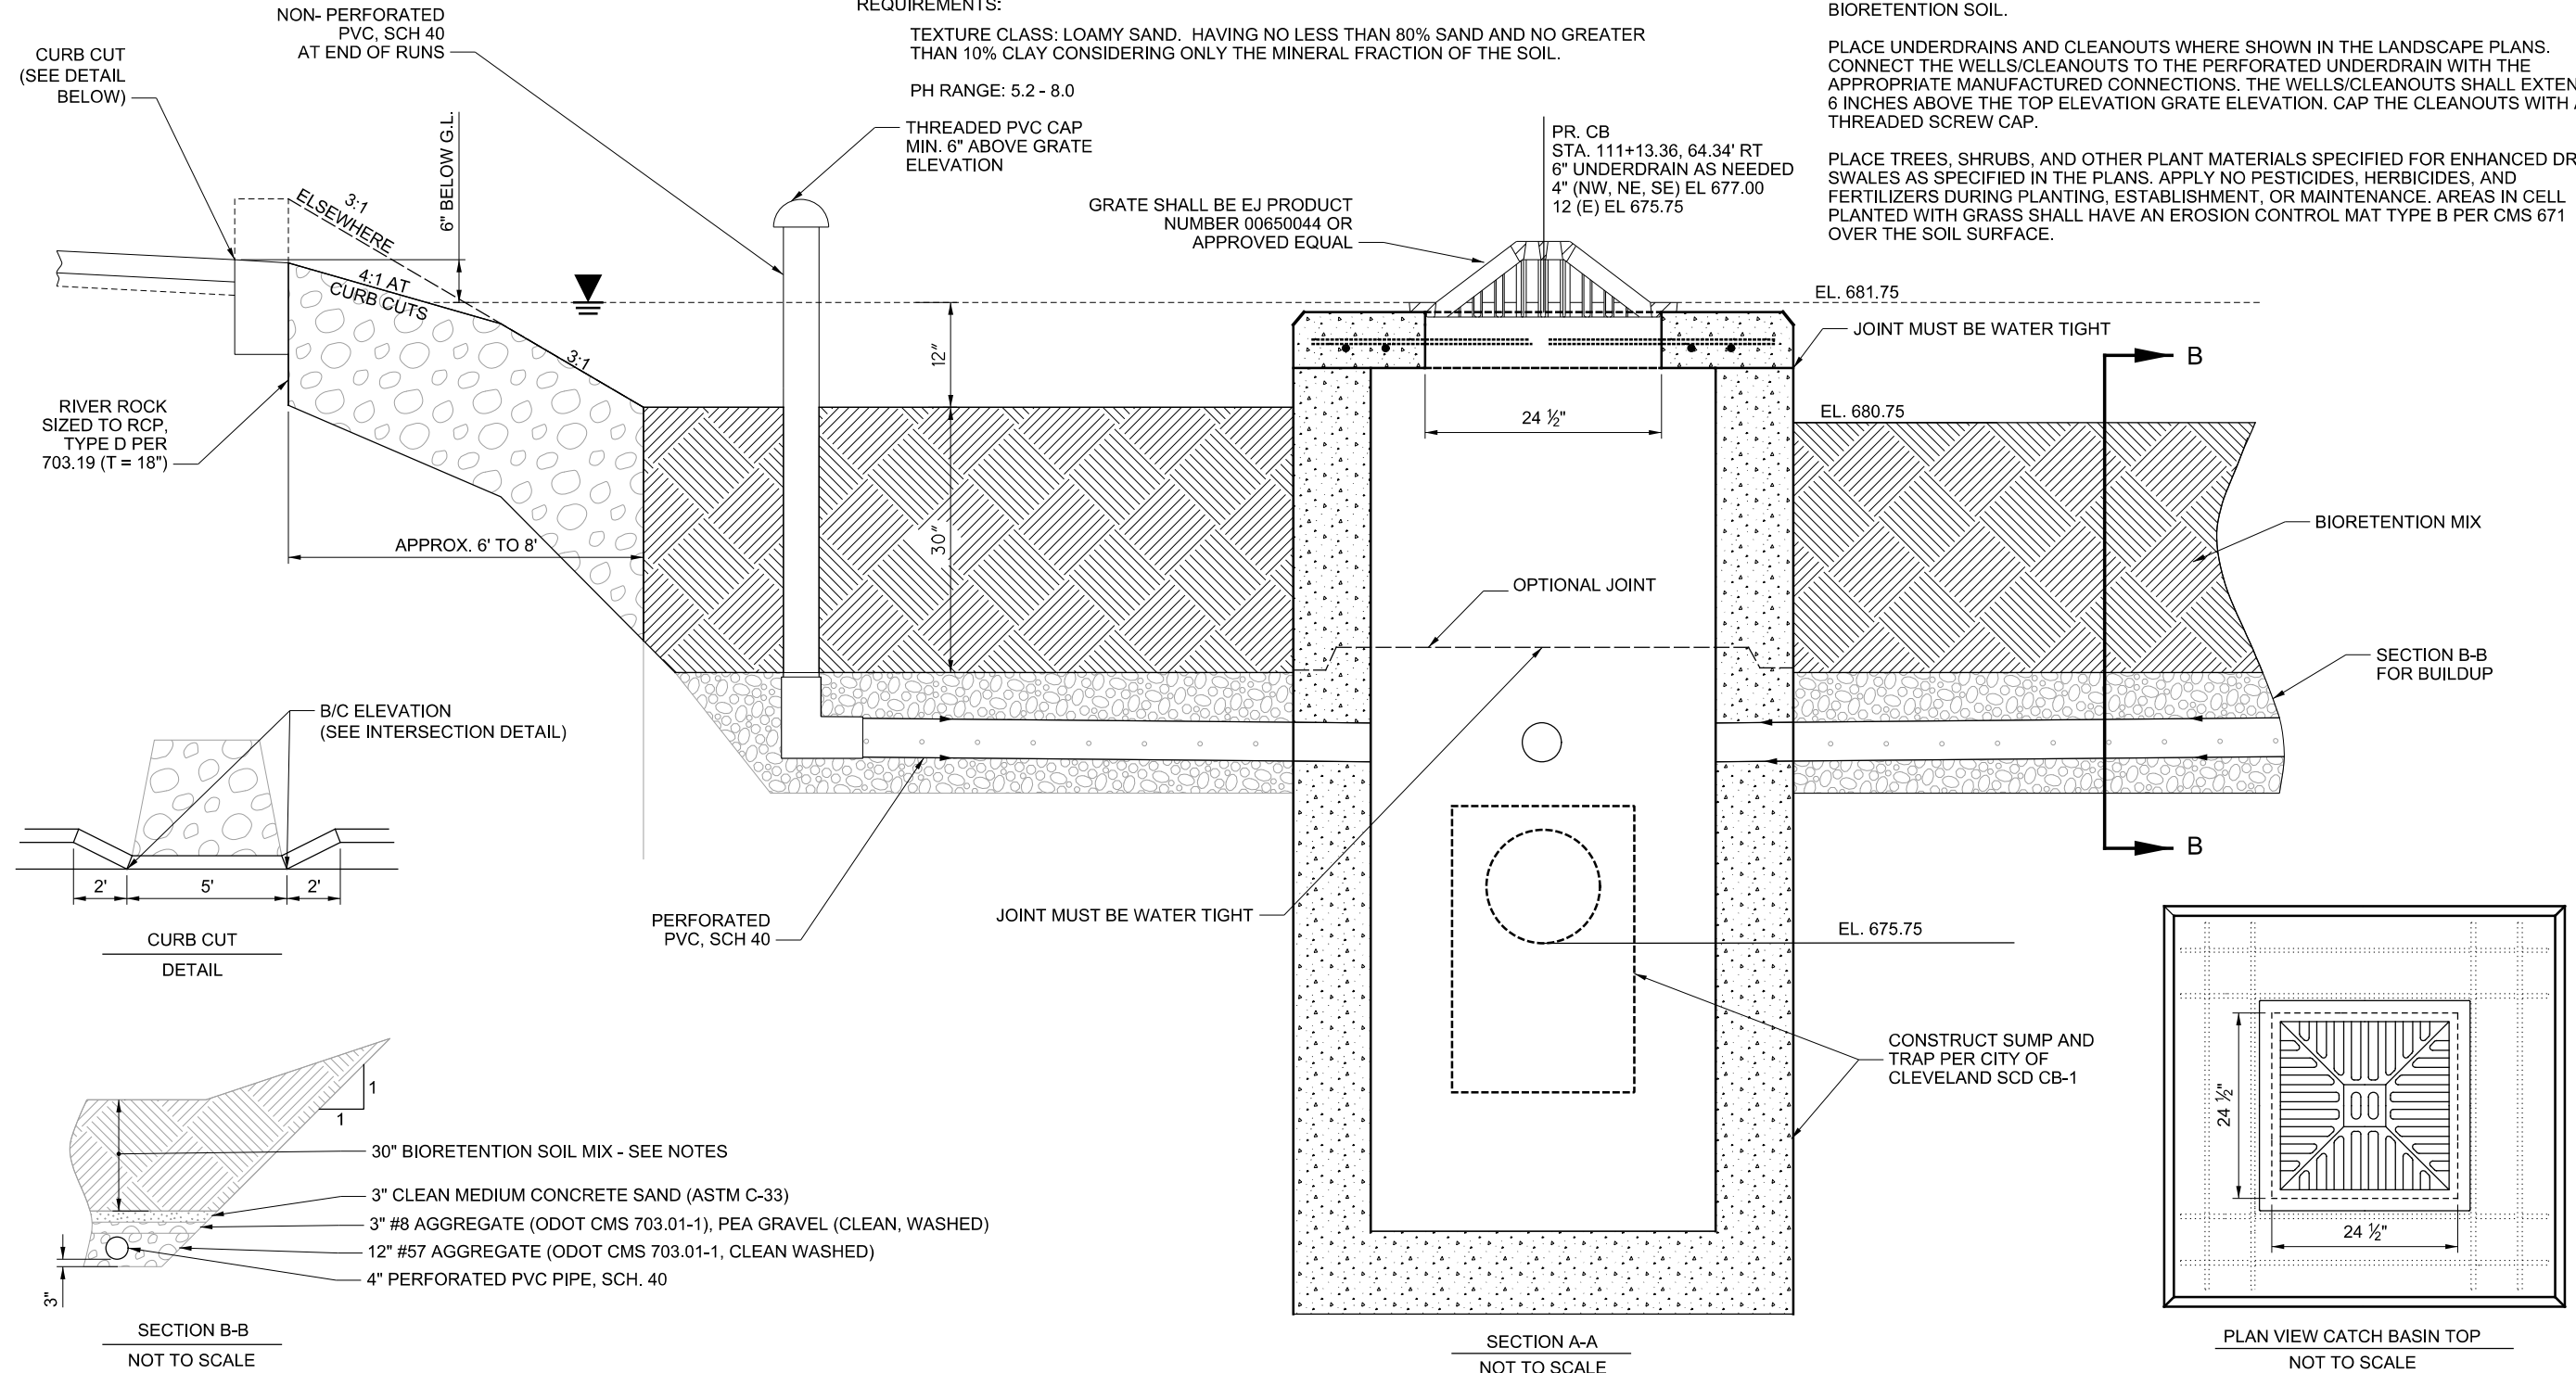 REQUIREMENTS:
TEXTURE CLASS: LOAMY SAND. HAVING NO LESS THAN 80% SAND AND NO GREATER
THAN 10% CLAY CONSIDERING ONLY THE MINERAL FRACTION OF THE SOIL.
PH RANGE: 5.2 - 8.0
BIORETENTION SOIL.
PLACE UNDERDRAINS AND CLEANOUTS WHERE SHOWN IN THE LANDSCAPE PLANS.
CONNECT THE WELLS/CLEANOUTS TO THE PERFORATED UNDERDRAIN WITH THE
APPROPRIATE MANUFACTURED CONNECTIONS. THE WELLS/CLEANOUTS SHALL EXTEN
6 INCHES ABOVE THE TOP ELEVATION GRATE ELEVATION. CAP THE CLEANOUTS WITH
THREADED SCREW CAP.
PLACE TREES, SHRUBS, AND OTHER PLANT MATERIALS SPECIFIED FOR ENHANCED DR
SWALES AS SPECIFIED IN THE PLANS. APPLY NO PESTICIDES, HERBICIDES, AND
FERTILIZERS DURING PLANTING, ESTABLISHMENT, OR MAINTENANCE. AREAS IN CELL
PLANTED WITH GRASS SHALL HAVE AN EROSION CONTROL MAT TYPE B PER CMS 671
OVER THE SOIL SURFACE.
NON- PERFORATED
PVC, SCH 40
AT END OF RUNS
CURB CUT
(SEE DETAIL
BELOW)
6" BELOW G.L.
3:1
ELSEWHERE
4:1 AT
CURB CUTS
3:1
THREADED PVC CAP
MIN. 6" ABOVE GRATE
ELEVATION
GRATE SHALL BE EJ PRODUCT
NUMBER 00650044 OR
APPROVED EQUAL
PR. CB
STA. 111+13.36, 64.34' RT
6" UNDERDRAIN AS NEEDED
4" (NW, NE, SE) EL 677.00
12 (E) EL 675.75
EL. 681.75
JOINT MUST BE WATER TIGHT
B
12"
24 ½"
EL. 680.75
RIVER ROCK
SIZED TO RCP,
TYPE D PER
703.19 (T = 18")
APPROX. 6' TO 8'
30"
BIORETENTION MIX
OPTIONAL JOINT
SECTION B-B
FOR BUILDUP
B
B/C ELEVATION
(SEE INTERSECTION DETAIL)
2'
5'
2'
CURB CUT
DETAIL
PERFORATED
PVC, SCH 40
JOINT MUST BE WATER TIGHT
EL. 675.75
CONSTRUCT SUMP AND
TRAP PER CITY OF
CLEVELAND SCD CB-1
1
1
30" BIORETENTION SOIL MIX - SEE NOTES
3" CLEAN MEDIUM CONCRETE SAND (ASTM C-33)
3" #8 AGGREGATE (ODOT CMS 703.01-1), PEA GRAVEL (CLEAN, WASHED)
12" #57 AGGREGATE (ODOT CMS 703.01-1, CLEAN WASHED)
4" PERFORATED PVC PIPE, SCH. 40
3"
SECTION B-B
NOT TO SCALE
SECTION A-A
NOT TO SCALE
24 ½"
24 ½"
PLAN VIEW CATCH BASIN TOP
NOT TO SCALE